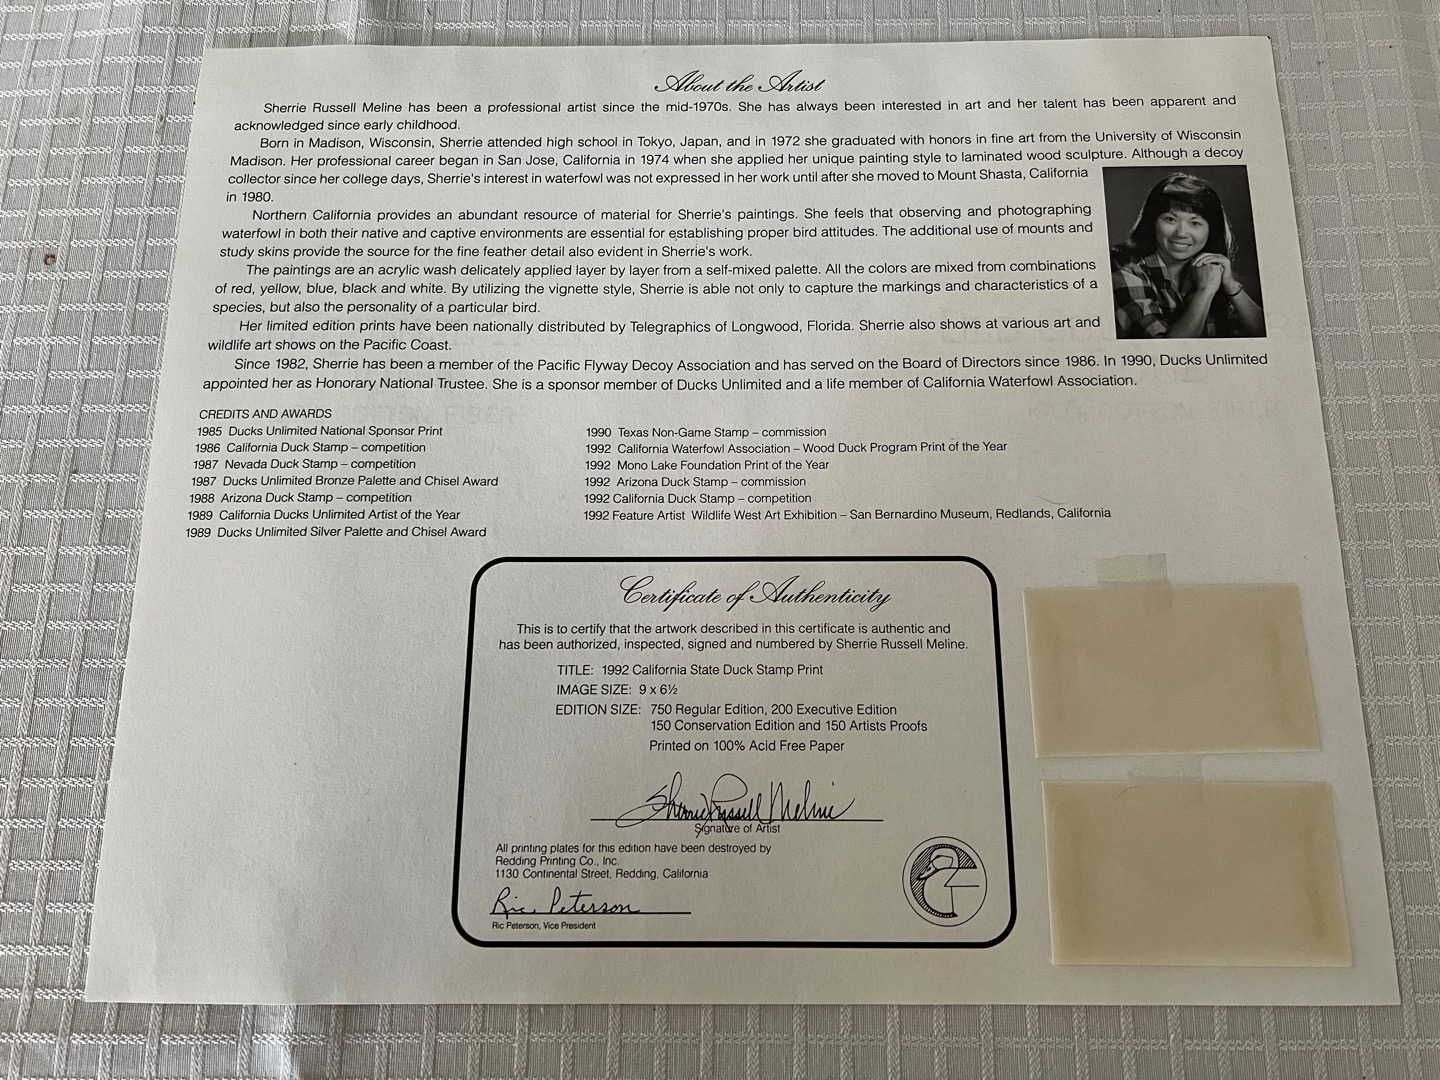 About the Artist
Sherrie Russell Meline has been a professional artist since the mid-1970s. She has always been interested in art and her talent has been apparent and
acknowledged since early childhood.
Born in Madison, Wisconsin, Sherrie attended high school in Tokyo, Japan, and in 1972 she graduated with honors in fine art from the University of Wisconsin
Madison. Her professional career began in San Jose, California in 1974 when she applied her unique painting style to laminated wood sculpture. Although a decoy
collector since her college days, Sherrie's interest in waterfowl was not expressed in her work until after she moved to Mount Shasta, California
in 1980.
Northern California provides an abundant resource of material for Sherrie's paintings. She feels that observing and photographing
waterfowl in both their native and captive environments are essential for establishing proper bird attitudes. The additional use of mounts and
study skins provide the source for the fine feather detail also evident in Sherrie's work.
The paintings are an acrylic wash delicately applied layer by layer from a self-mixed palette. All the colors are mixed from combinations
of red, yellow, blue, black and white. By utilizing the vignette style, Sherrie is able not only to capture the markings and characteristics of a
species, but also the personality of a particular bird.
Her limited edition prints have been nationally distributed by Telegraphics of Longwood, Florida. Sherrie also shows at various art and
wildlife art shows on the Pacific Coast.
Since 1982, Sherrie has been a member of the Pacific Flyway Decoy Association and has served on the Board of Directors since 1986. In 1990, Ducks Unlimited
appointed her as Honorary National Trustee. She is a sponsor member of Ducks Unlimited and a life member of California Waterfowl Association.
CREDITS AND AWARDS
1985 Ducks Unlimited National Sponsor Print
1986 California Duck Stamp – competition
1987 Nevada Duck Stamp – competition
1987 Ducks Unlimited Bronze Palette and Chisel Award
1988 Arizona Duck Stamp – competition
1989 California Ducks Unlimited Artist of the Year
1989 Ducks Unlimited Silver Palette and Chisel Award
1990 Texas Non-Game Stamp – commission
1992 California Waterfowl Association – Wood Duck Program Print of the Year
1992 Mono Lake Foundation Print of the Year
1992 Arizona Duck Stamp – commission
1992 California Duck Stamp – competition
1992 Feature Artist Wildlife West Art Exhibition – San Bernardino Museum, Redlands, California
Certificate of Authenticity
This is to certify that the artwork described in this certificate is authentic and
has been authorized, inspected, signed and numbered by Sherrie Russell Meline.
TITLE: 1992 California State Duck Stamp Print
IMAGE SIZE: 9 x 6½
EDITION SIZE: 750 Regular Edition, 200 Executive Edition
150 Conservation Edition and 150 Artists Proofs
Printed on 100% Acid Free Paper
Sherrie Russell Meline
Signature of Artist
All printing plates for this edition have been destroyed by
Redding Printing Co., Inc.
1130 Continental Street, Redding, California
Ric Peterson
Ric Peterson, Vice President